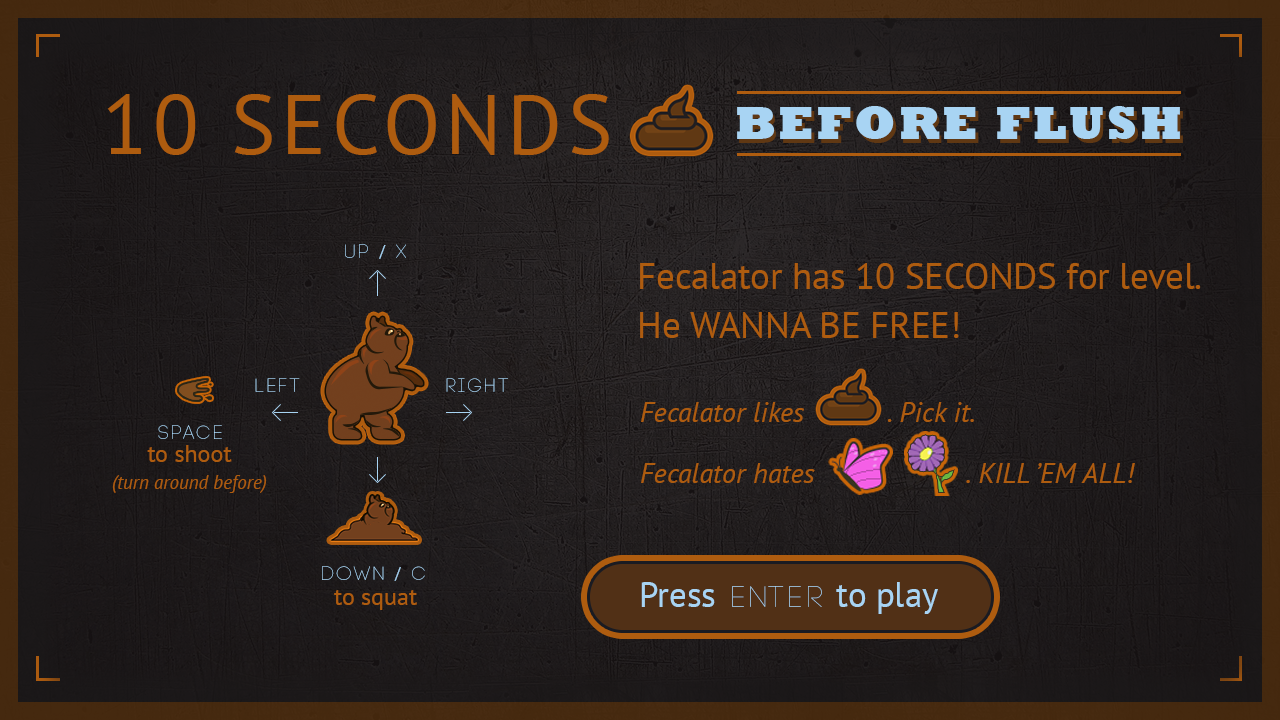 10 SECONDS BEFORE FLUSH
UP / X
LEFT
RIGHT
SPACE
to shoot
(turn around before)
DOWN / C
to squat
Fecalator has 10 SECONDS for level.
He WANNA BE FREE!
Fecalator likes . Pick it.
Fecalator hates . KILL ’EM ALL!
Press ENTER to play